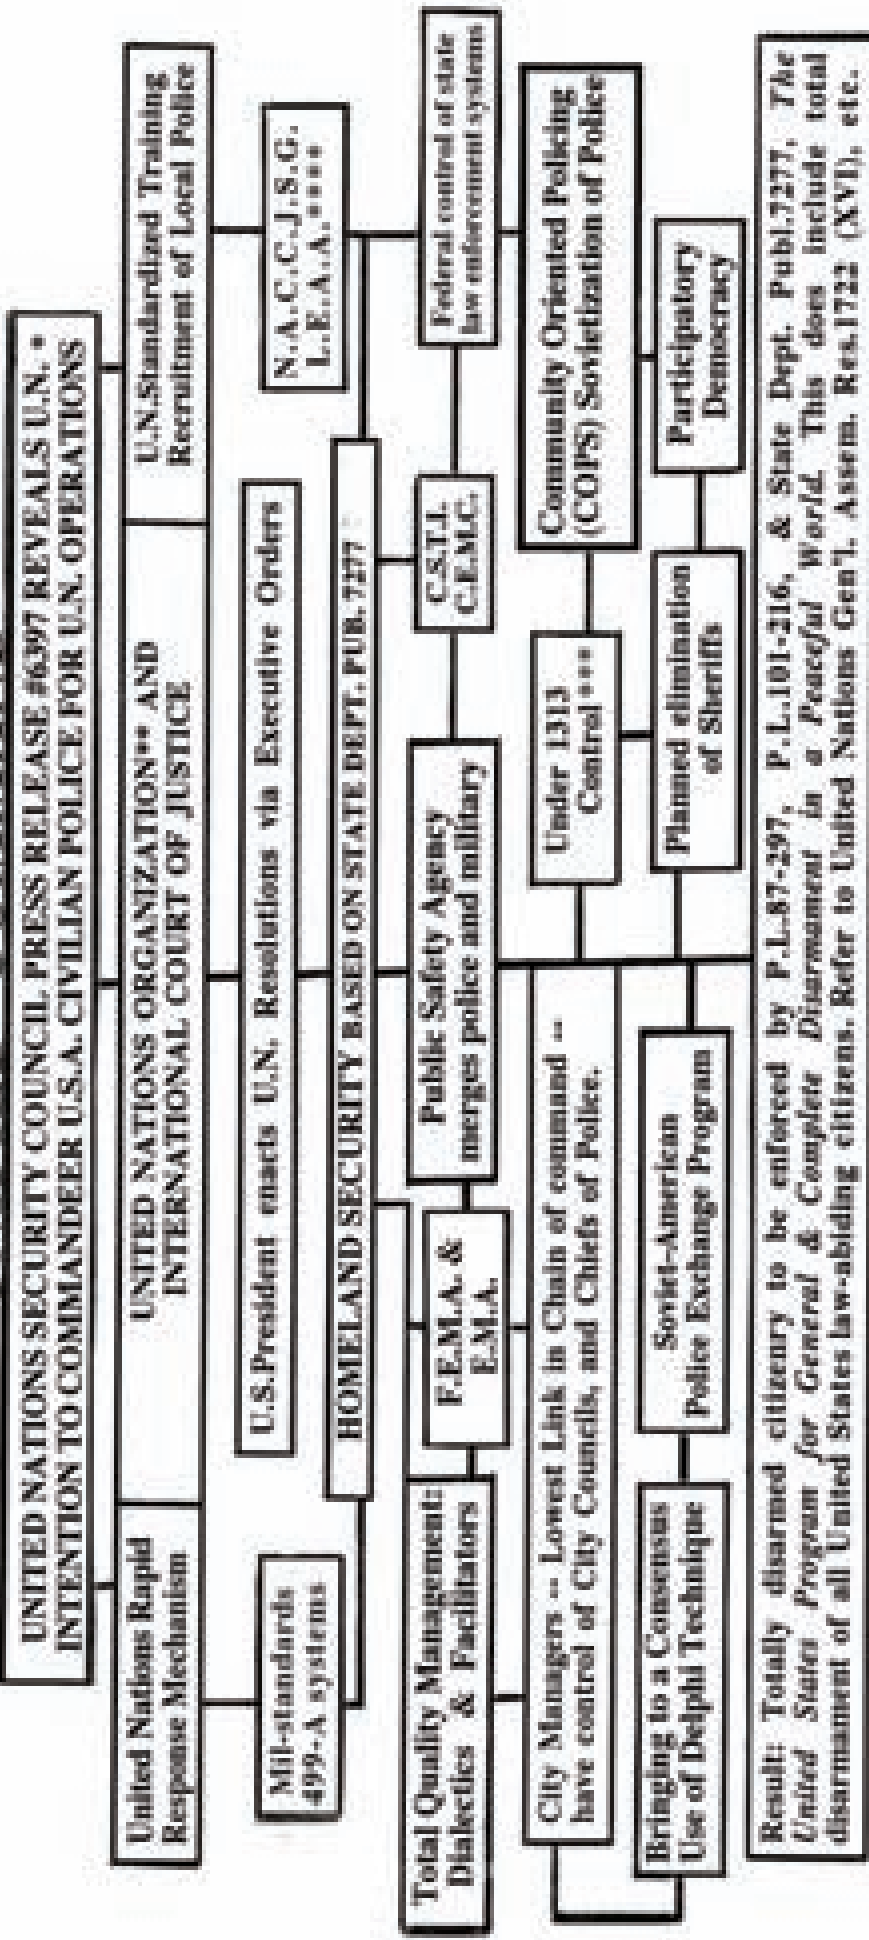 UNITED NATIONS SECURITY COUNCIL PRESS RELEASE #6397 REVEALS U.N. *
INTENTION TO COMMANDEER U.S.A. CIVILIAN POLICE FOR U.N. OPERATIONS
United Nations Rapid
Response Mechanism
UNITED NATIONS ORGANIZATION** AND
INTERNATIONAL COURT OF JUSTICE
U.N.Standardized Training
Recruitment of Local Police
Mil-standards
499-A systems
U.S.President enacts U.N. Resolutions via Executive Orders
N.A.C.C.J.S.G.
L.E.A.A.****
HOMELAND SECURITY BASED ON STATE DEPT. PUB. 7277
Total Quality Management:
Dialectics & Facilitators
F.E.M.A. &
E.M.A.
Public Safety Agency
merges police and military
C.S.T.I.
C.E.M.C.
Federal control of state
law enforcement systems
City Managers -- Lowest Link in Chain of command --
have control of City Councils, and Chiefs of Police.
Under 1313
Control***
Community Oriented Policing
(COPS) Sovietization of Police
Bringing to a Consensus
Use of Delphi Technique
Soviet-American
Police Exchange Program
Planned elimination
of Sheriffs
Participatory
Democracy
Result: Totally disarmed citizenry to be enforced by P.L.87-297, P.L.101-216, & State Dept. Publ.7277, The
United States Program for General & Complete Disarmament in a Peaceful World. This does include total
disarmament of all United States law-abiding citizens. Refer to United Nations Gen'l. Assem. Res.1722 (XVI), etc.